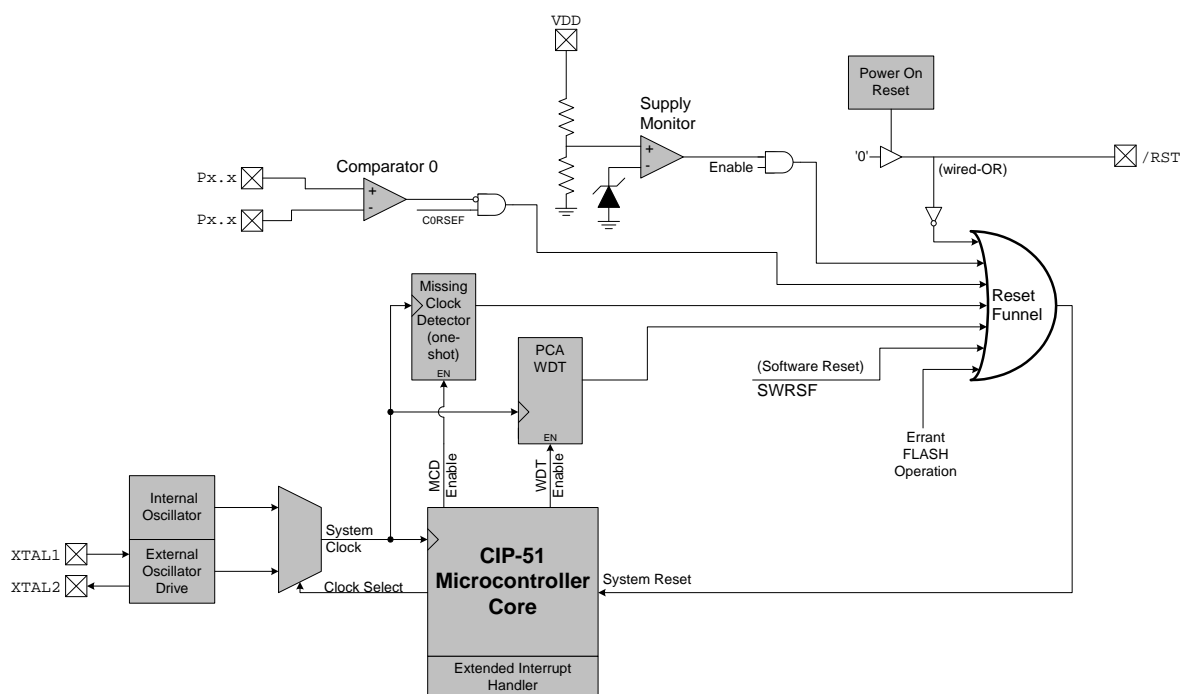 VDD
Power On
Reset
Supply
Monitor
+
-
Enable
'0'
(wired-OR)
/RST
Comparator 0
Px.x
Px.x
+
-
C0RSEF
Missing
Clock
Detector
(one-
shot)
EN
PCA
WDT
EN
Reset
Funnel
(Software Reset)
SWRSF
Errant
FLASH
Operation
MCD
Enable
WDT
Enable
Internal
Oscillator
External
Oscillator
Drive
XTAL1
XTAL2
System
Clock
Clock Select
CIP-51
Microcontroller
Core
System Reset
Extended Interrupt
Handler